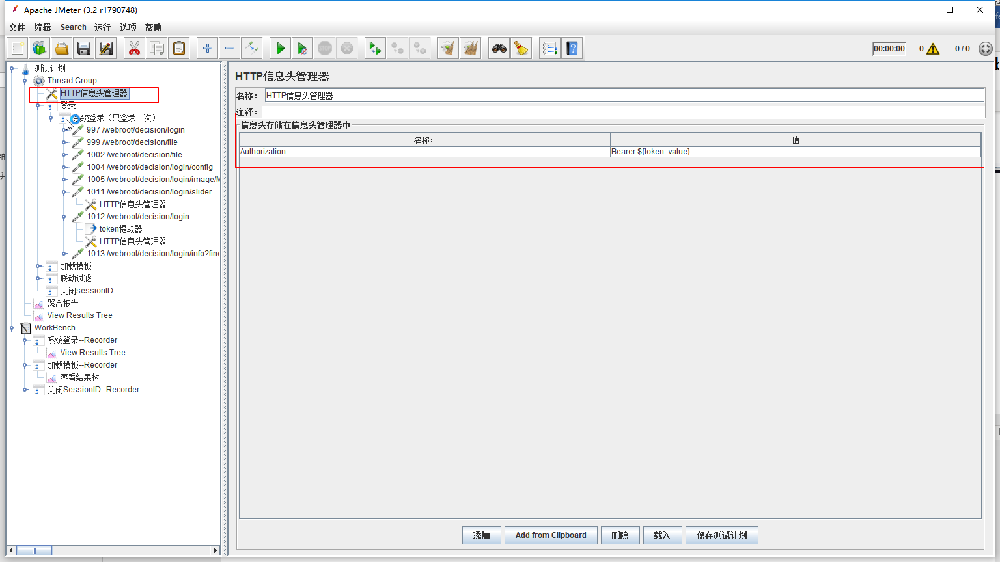 Apache JMeter (3.2 r1790748)
文件 编辑 Search 运行 选项 帮助
00:00:00 0 0 / 0
测试计划
Thread Group
HTTP信息头管理器
登录
系统登录（只登录一次）
997 /webroot/decision/login
999 /webroot/decision/file
1002 /webroot/decision/file
1004 /webroot/decision/login/config
1005 /webroot/decision/login/image/
1011 /webroot/decision/login/slider
HTTP信息头管理器
1012 /webroot/decision/login
token提取器
HTTP信息头管理器
1013 /webroot/decision/login/info?fine
加载模板
联动过滤
关闭sessionID
聚合报告
View Results Tree
WorkBench
系统登录--Recorder
View Results Tree
加载模板--Recorder
察看结果树
关闭SessionID--Recorder
HTTP信息头管理器
名称： HTTP信息头管理器
注释：
信息头存储在信息头管理器中
名称： 值
Authorization Bearer ${token_value}
添加 Add from Clipboard 删除 载入 保存测试计划